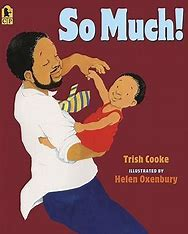 So Much!
Trish Cooke
ILLUSTRATED BY
Helen Oxenbury